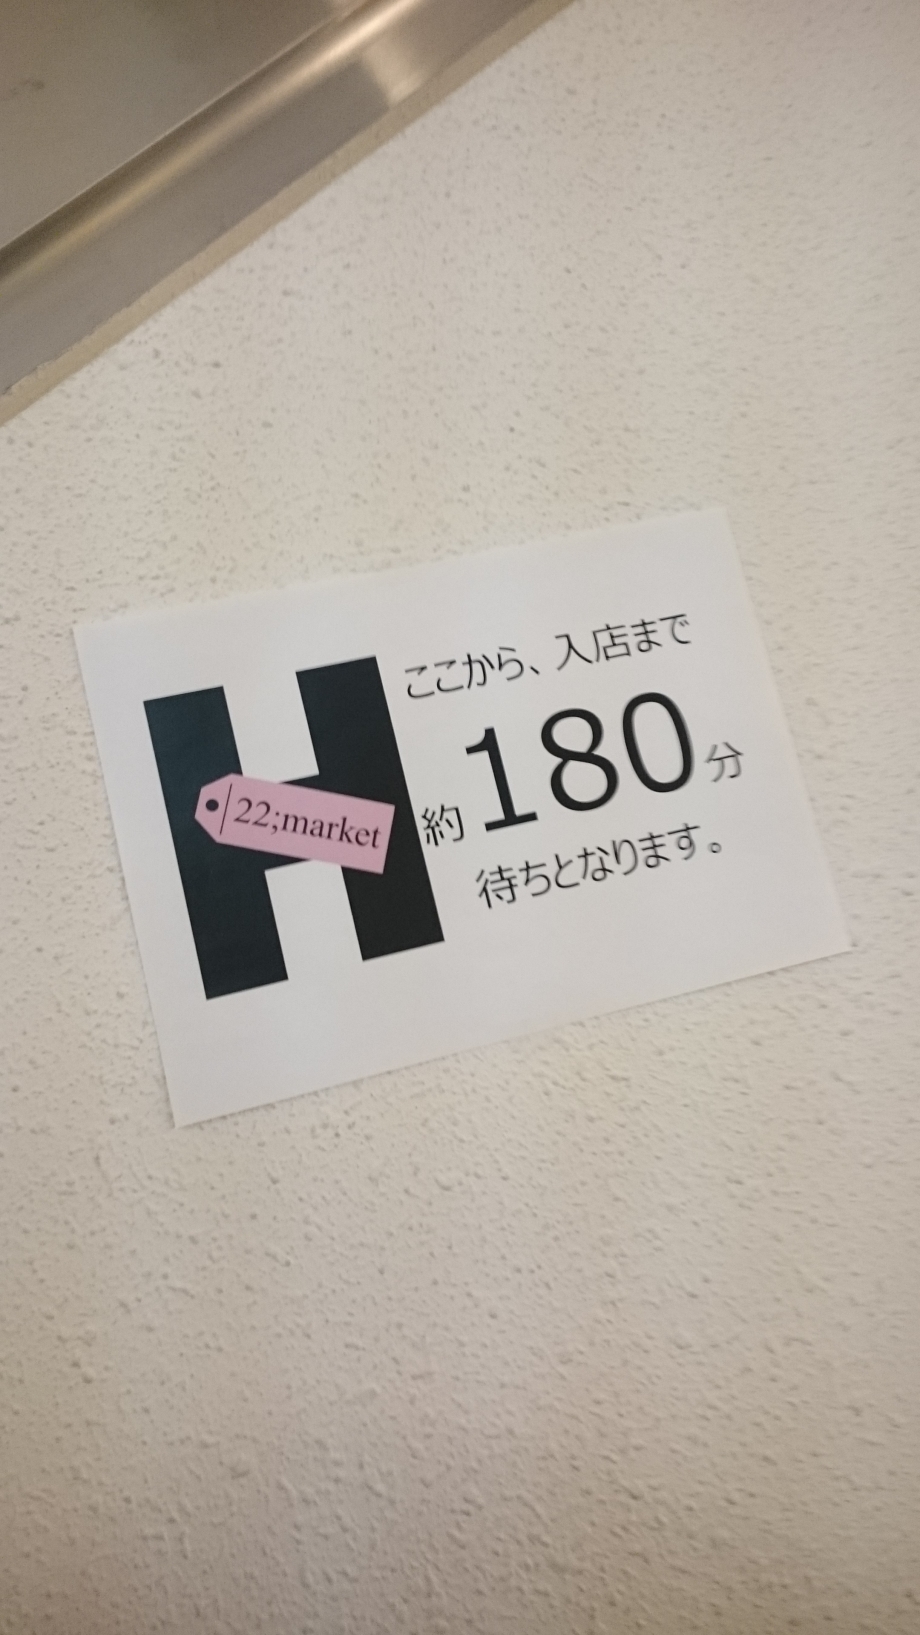 H
22;market
ここから、入店まで
約180分
待ちとなります。